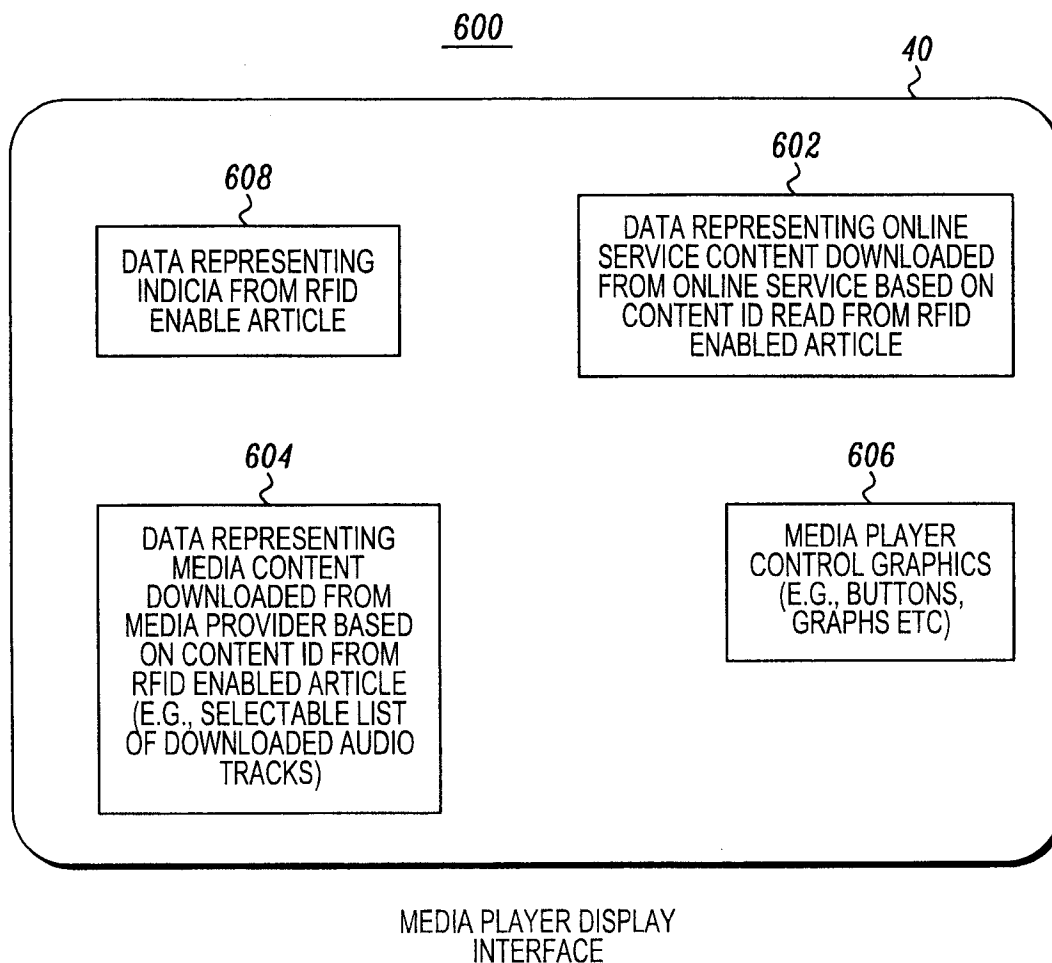 600
40
608
DATA REPRESENTING
INDICIA FROM RFID
ENABLE ARTICLE
602
DATA REPRESENTING ONLINE
SERVICE CONTENT DOWNLOADED
FROM ONLINE SERVICE BASED ON
CONTENT ID READ FROM RFID
ENABLED ARTICLE
604
DATA REPRESENTING
MEDIA CONTENT
DOWNLOADED FROM
MEDIA PROVIDER BASED
ON CONTENT ID FROM
RFID ENABLED ARTICLE
(E.G., SELECTABLE LIST
OF DOWNLOADED AUDIO
TRACKS)
606
MEDIA PLAYER
CONTROL GRAPHICS
(E.G., BUTTONS,
GRAPHS ETC)
MEDIA PLAYER DISPLAY
INTERFACE